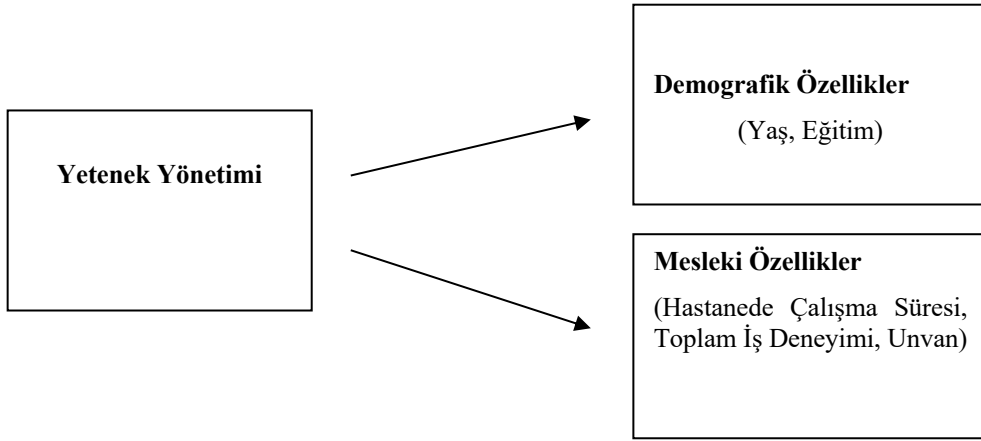 Demografik Özellikler
(Yaş, Eğitim)
Yetenek Yönetimi
Mesleki Özellikler
(Hastanede Çalışma Süresi,
Toplam İş Deneyimi, Unvan)